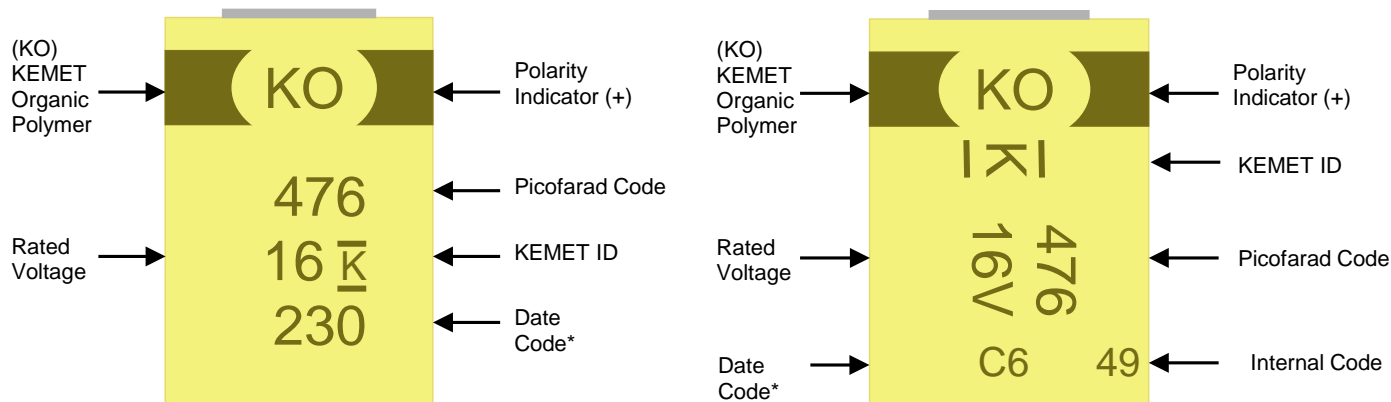 (KO)
KEMET
Organic
Polymer
KO
Polarity
Indicator (+)
476
Picofarad Code
Rated
Voltage
16 K
KEMET ID
230
Date
Code*
(KO)
KEMET
Organic
Polymer
KO
Polarity
Indicator (+)
K
KEMET ID
Rated
Voltage
476
16V
Picofarad Code
Date
Code*
C6
49
Internal Code